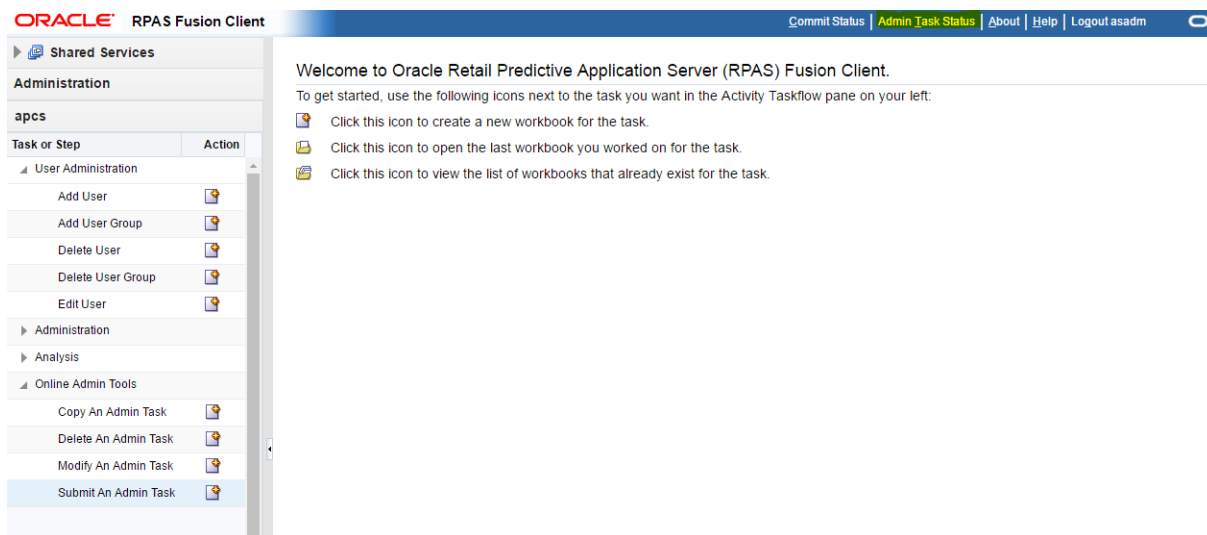 ORACLE RPAS Fusion Client
Commit Status | Admin Task Status | About | Help | Logout asadm
Shared Services
Administration
apcs
Task or Step Action
User Administration
Add User
Add User Group
Delete User
Delete User Group
Edit User
Administration
Analysis
Online Admin Tools
Copy An Admin Task
Delete An Admin Task
Modify An Admin Task
Submit An Admin Task
Welcome to Oracle Retail Predictive Application Server (RPAS) Fusion Client.
To get started, use the following icons next to the task you want in the Activity Taskflow pane on your left:
Click this icon to create a new workbook for the task.
Click this icon to open the last workbook you worked on for the task.
Click this icon to view the list of workbooks that already exist for the task.